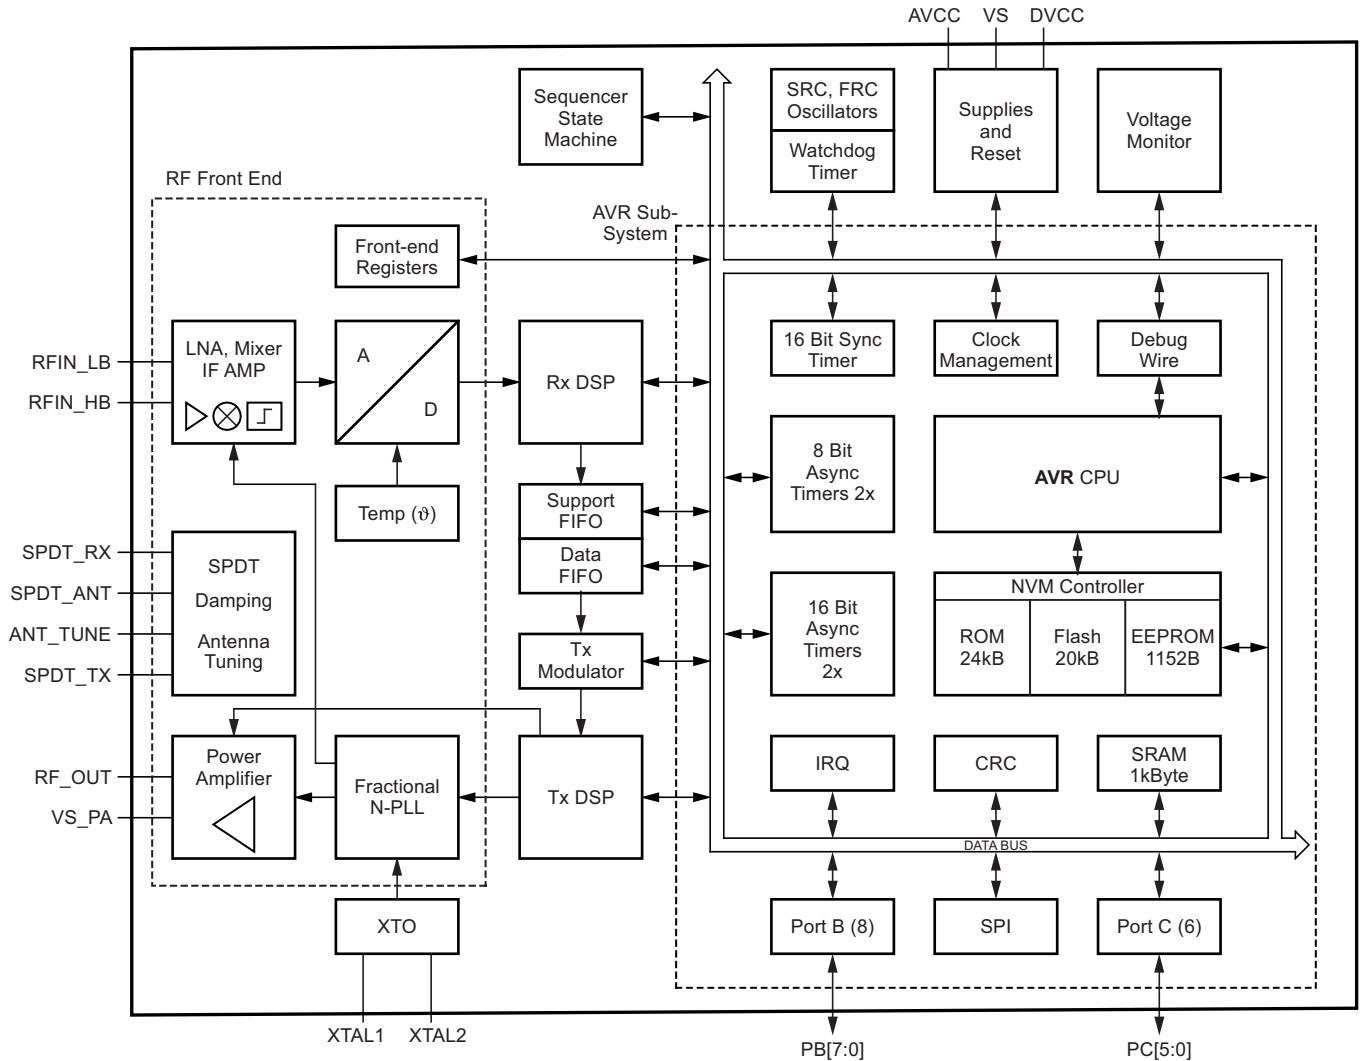 AVCC VS DVCC
Sequencer
State
Machine
SRC, FRC
Oscillators
Watchdog
Timer
Supplies
and
Reset
Voltage
Monitor
RF Front End
AVR Sub-
System
Front-end
Registers
RFIN_LB
RFIN_HB
LNA, Mixer
IF AMP
A
D
Rx DSP
16 Bit Sync
Timer
Clock
Management
Debug
Wire
Temp (ϑ)
Support
FIFO
Data
FIFO
8 Bit
Async
Timers 2x
AVR CPU
SPDT_RX
SPDT_ANT
ANT_TUNE
SPDT_TX
SPDT
Damping
Antenna
Tuning
Tx
Modulator
16 Bit
Async
Timers
2x
NVM Controller
ROM
24kB
Flash
20kB
EEPROM
1152B
RF_OUT
VS_PA
Power
Amplifier
Fractional
N-PLL
Tx DSP
IRQ
CRC
SRAM
1kByte
DATA BUS
XTO
Port B (8)
SPI
Port C (6)
XTAL1 XTAL2
PB[7:0]
PC[5:0]